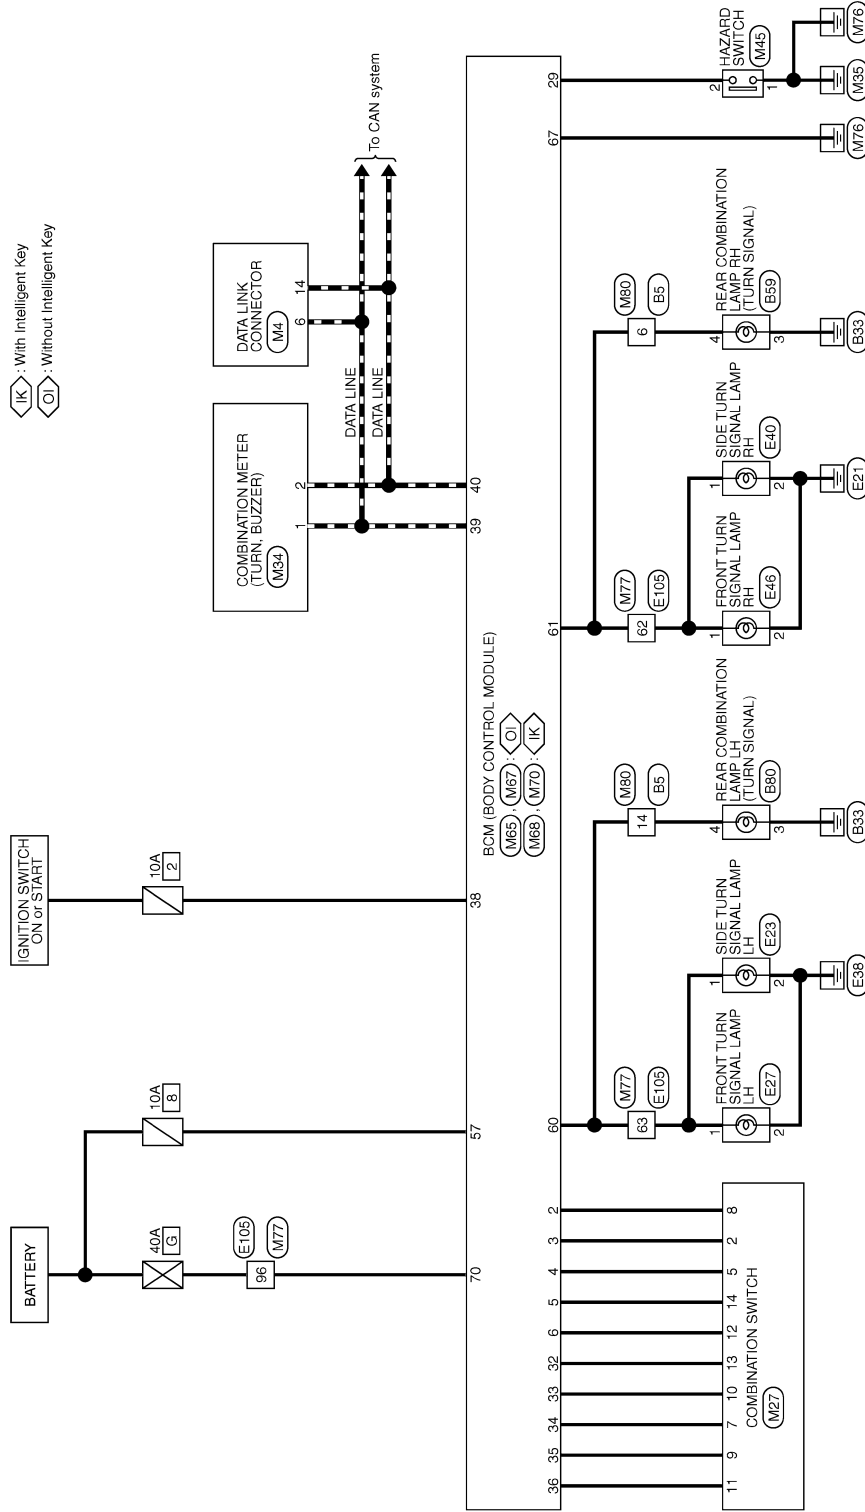 IK : With Intelligent Key
OI : Without Intelligent Key
BATTERY
IGNITION SWITCH
ON or START
40A
G
10A
8
10A
2
E105
96
M77
COMBINATION METER
(TURN, BUZZER)
M34
1
2
DATA LINK
CONNECTOR
M4
6
14
DATA LINE
DATA LINE
To CAN system
70
57
38
39
40
BCM (BODY CONTROL MODULE)
M65 , M67 : OI
M68 , M70 : IK
36
35
34
33
32
6
5
4
3
2
60
61
67
29
11
9
7
10
13
12
14
5
2
8
COMBINATION SWITCH
M27
M77
63
E105
M80
14
B5
M77
62
E105
M80
6
B5
FRONT TURN
SIGNAL LAMP
LH
E27
1
2
SIDE TURN
SIGNAL LAMP
LH
E23
1
2
REAR COMBINATION
LAMP LH
(TURN SIGNAL)
B80
4
3
FRONT TURN
SIGNAL LAMP
RH
E46
1
2
SIDE TURN
SIGNAL LAMP
RH
E40
1
2
REAR COMBINATION
LAMP RH
(TURN SIGNAL)
B59
4
3
HAZARD
SWITCH
M45
2
1
E38
B33
E21
B33
M76
M35
M76